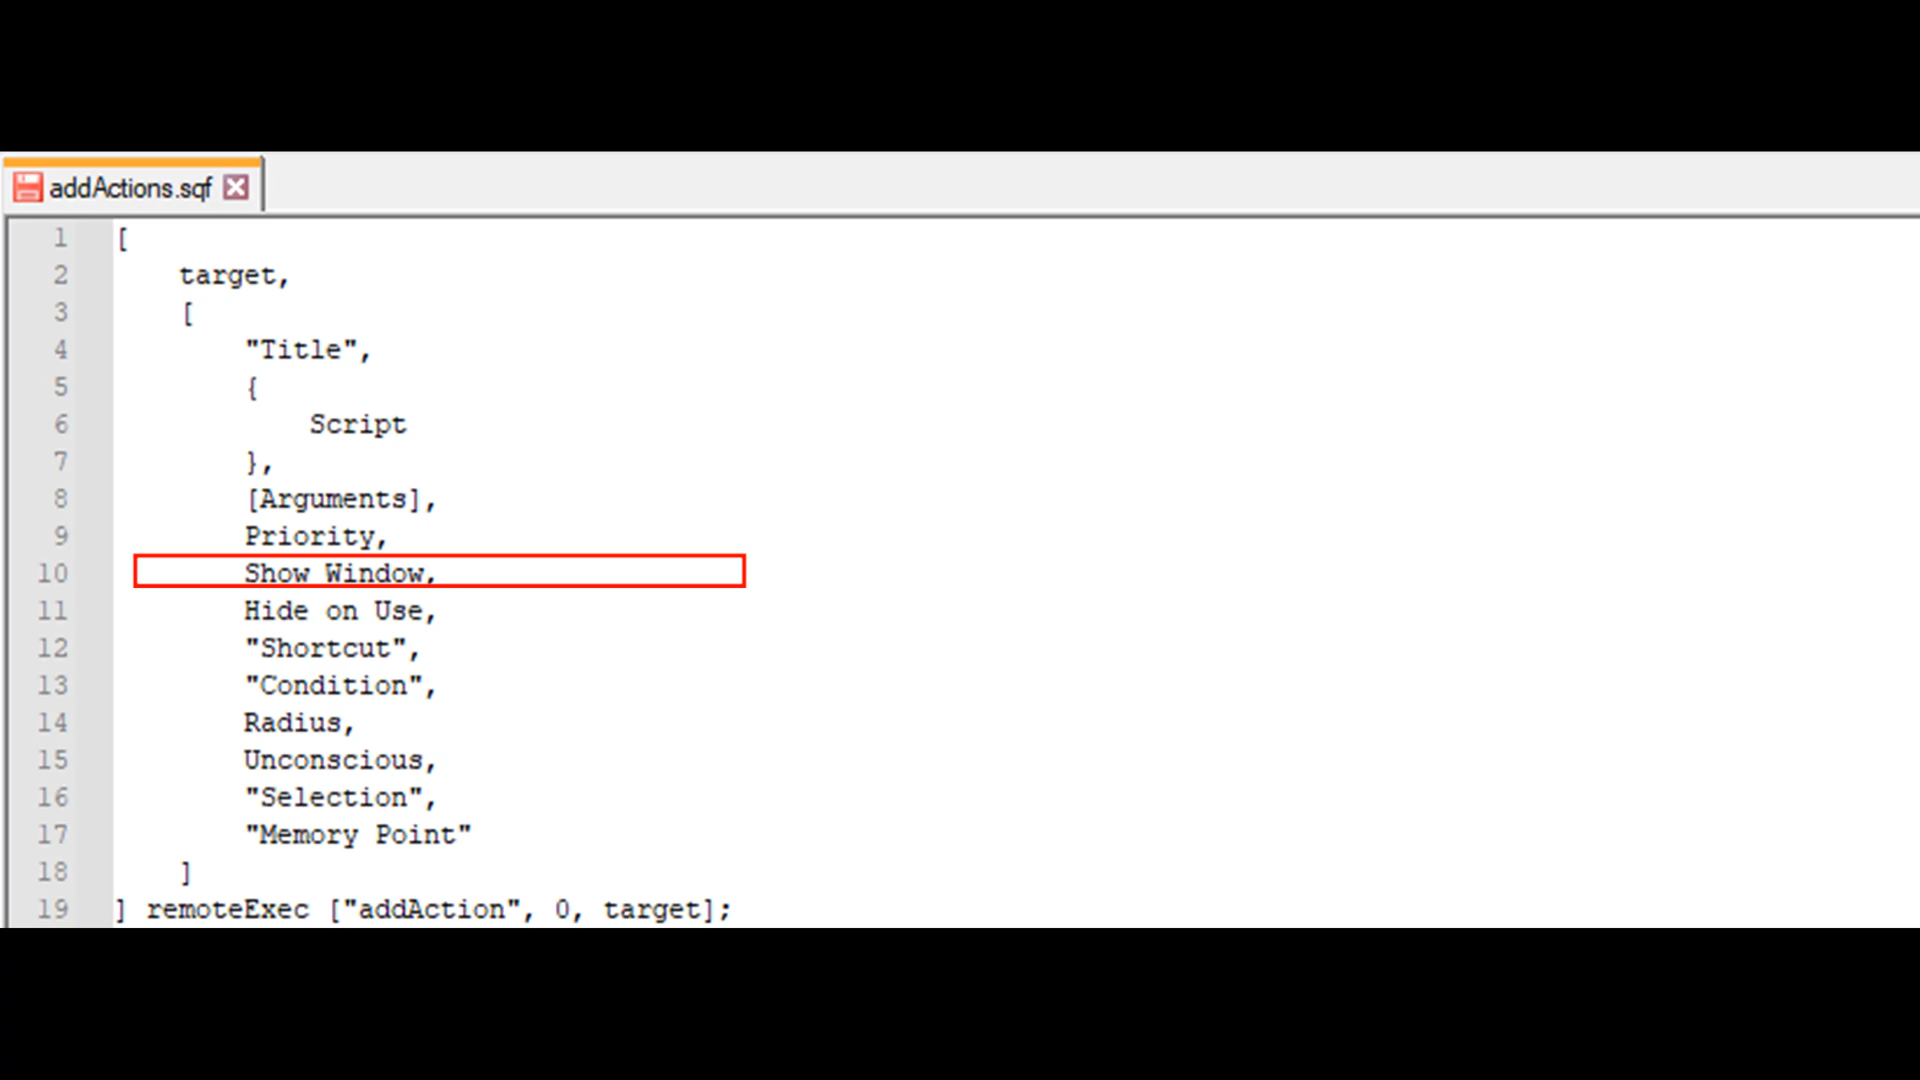 addActions.sqf
1 [
2 target,
3 [
4 "Title",
5 {
6 Script
7 },
8 [Arguments],
9 Priority,
10 Show Window,
11 Hide on Use,
12 "Shortcut",
13 "Condition",
14 Radius,
15 Unconscious,
16 "Selection",
17 "Memory Point"
18 ]
19 ] remoteExec ["addAction", 0, target];